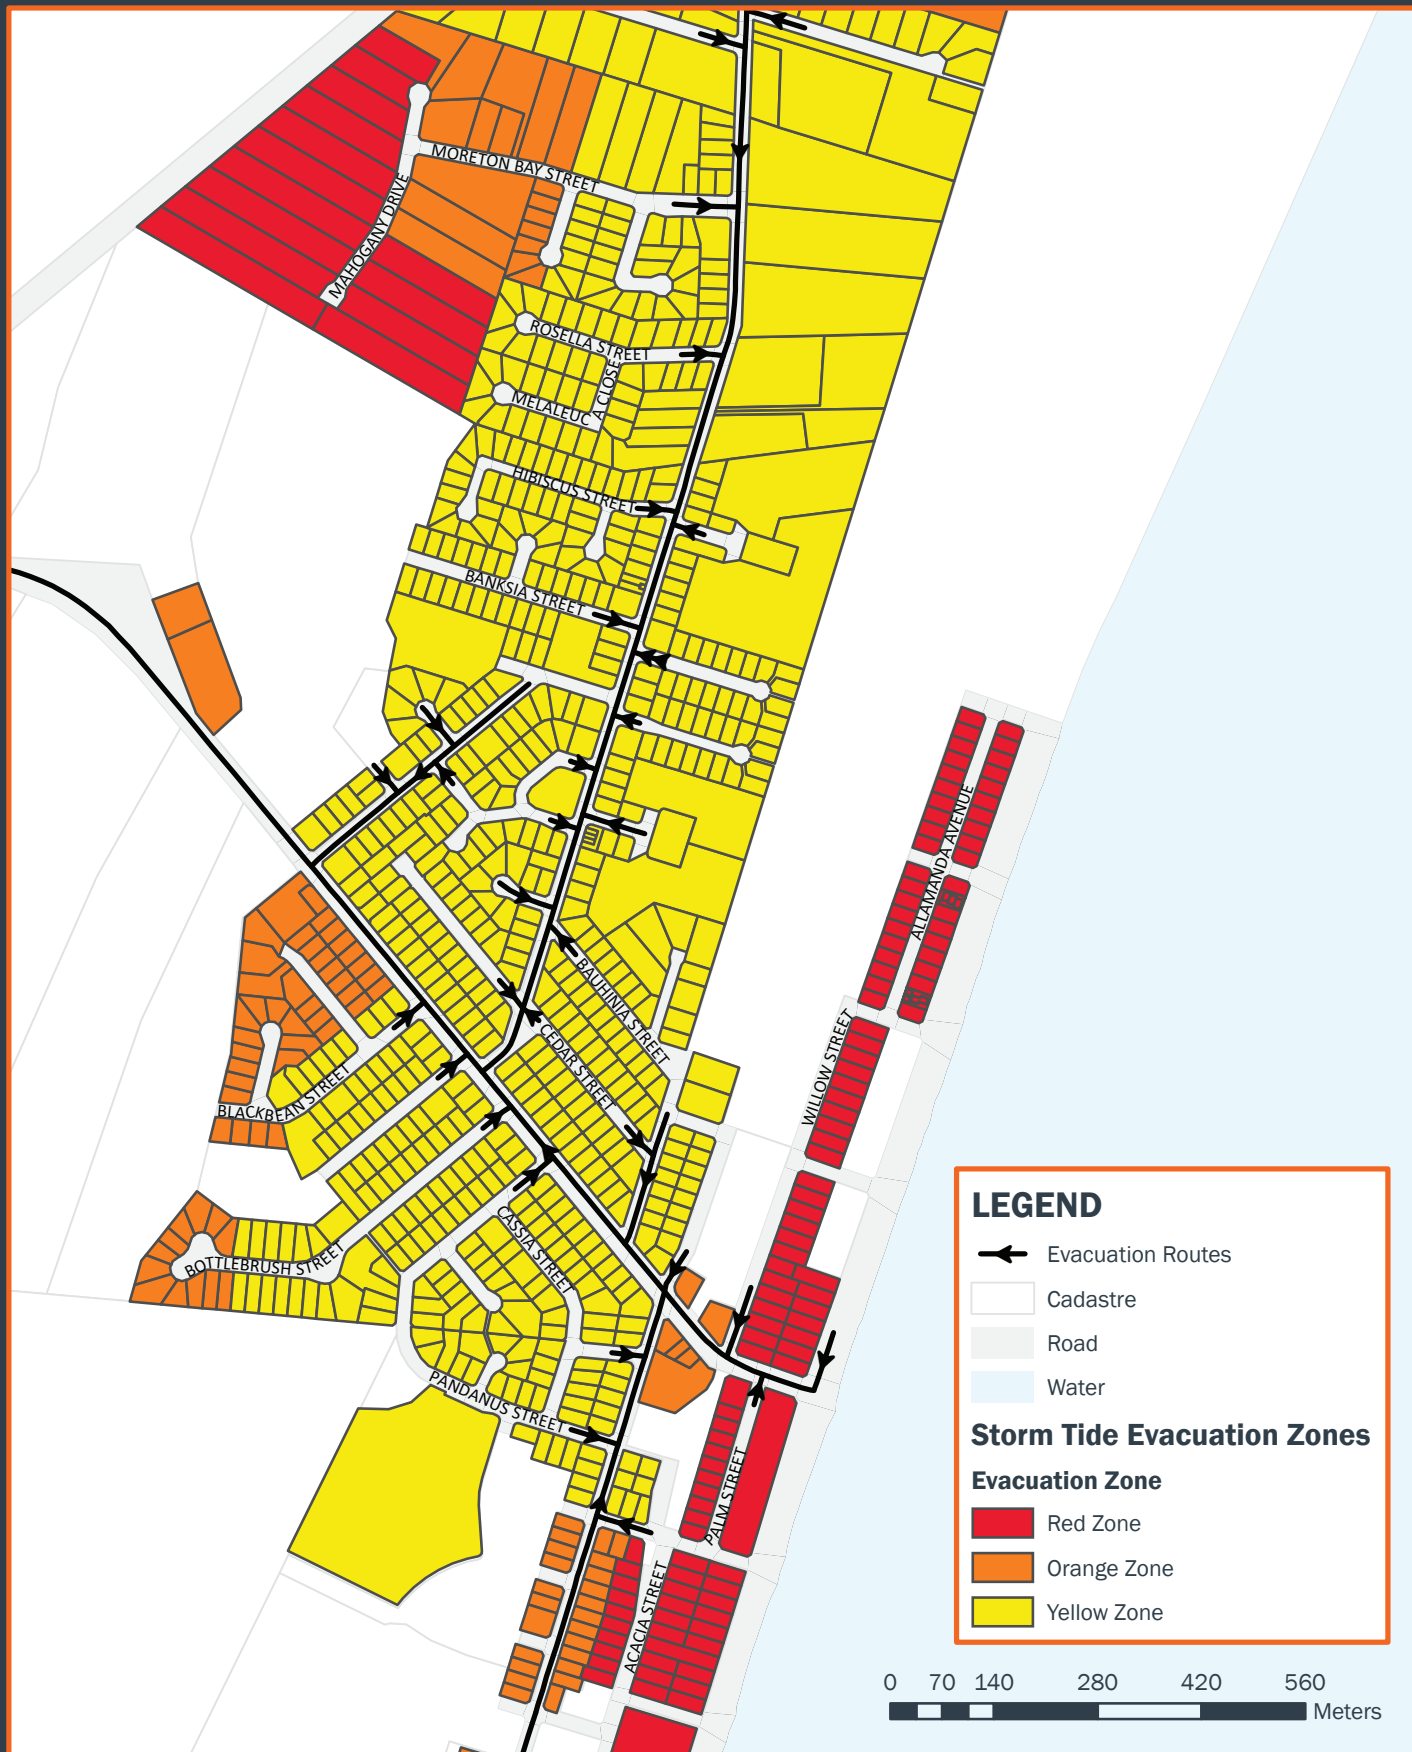 MORETON BAY STREET
MAHOGANY DRIVE
ROSELLA STREET
MELALEUCA CLOSE
HIBISCUS STREET
BANKSIA STREET
ALLAMANDA AVENUE
BAUHINIA STREET
CEDAR STREET
WILLOW STREET
BLACKBEAN STREET
BOTTLEBRUSH STREET
CASSIA STREET
PANDANUS STREET
PALM STREET
ACACIA STREET
LEGEND
Evacuation Routes
Cadastre
Road
Water
Storm Tide Evacuation Zones
Evacuation Zone
Red Zone
Orange Zone
Yellow Zone
0 70 140 280 420 560
Meters